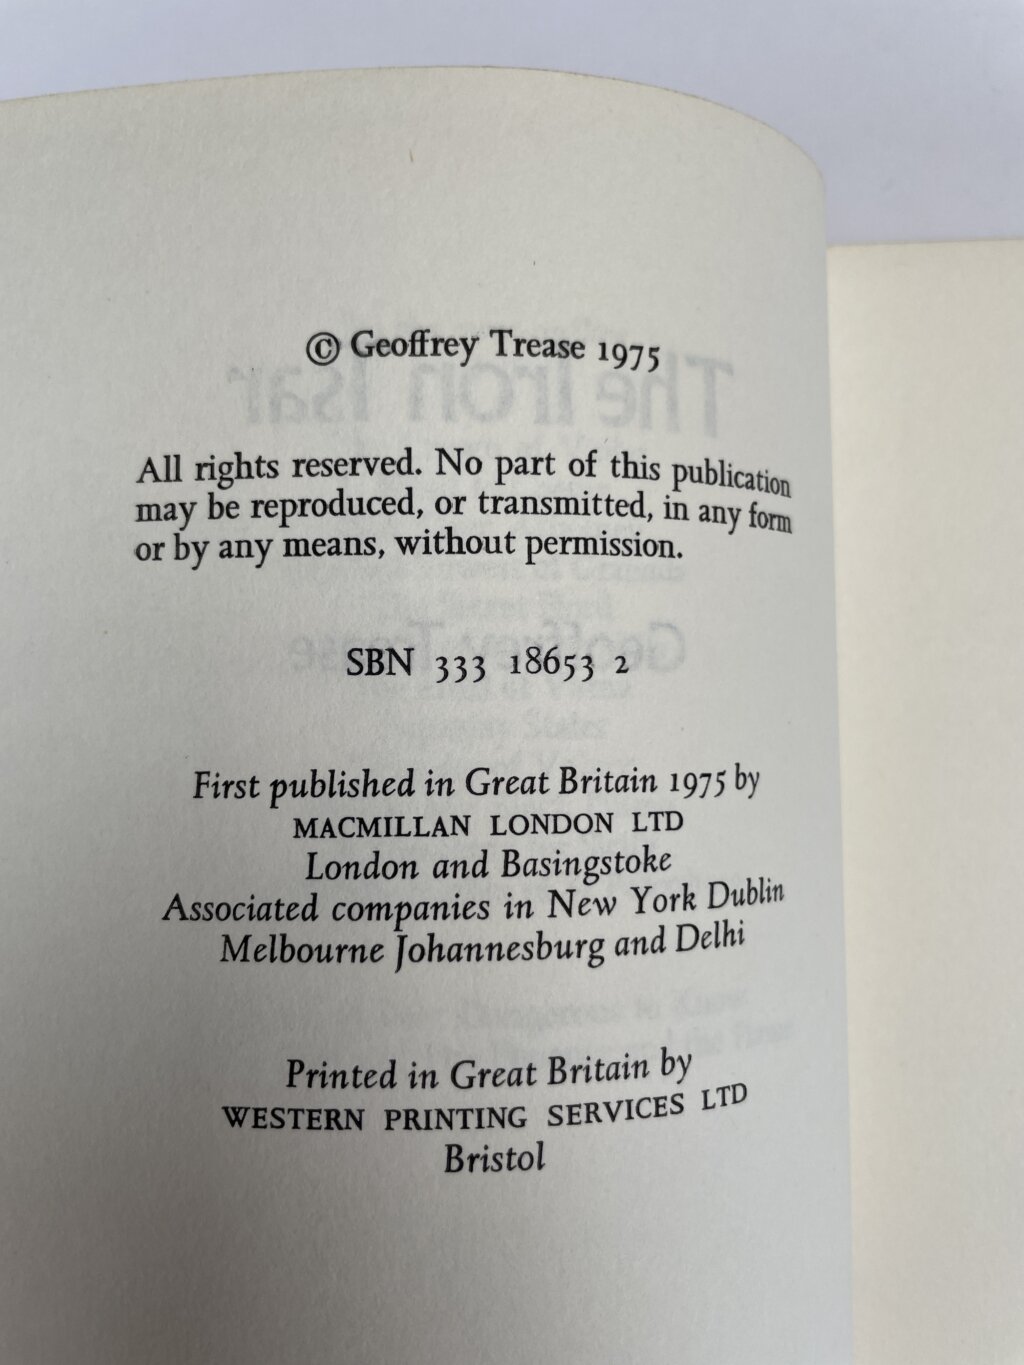 © Geoffrey Trease 1975
All rights reserved. No part of this publication
may be reproduced, or transmitted, in any form
or by any means, without permission.
SBN 333 18653 2
First published in Great Britain 1975 by
MACMILLAN LONDON LTD
London and Basingstoke
Associated companies in New York Dublin
Melbourne Johannesburg and Delhi
Printed in Great Britain by
WESTERN PRINTING SERVICES LTD
Bristol